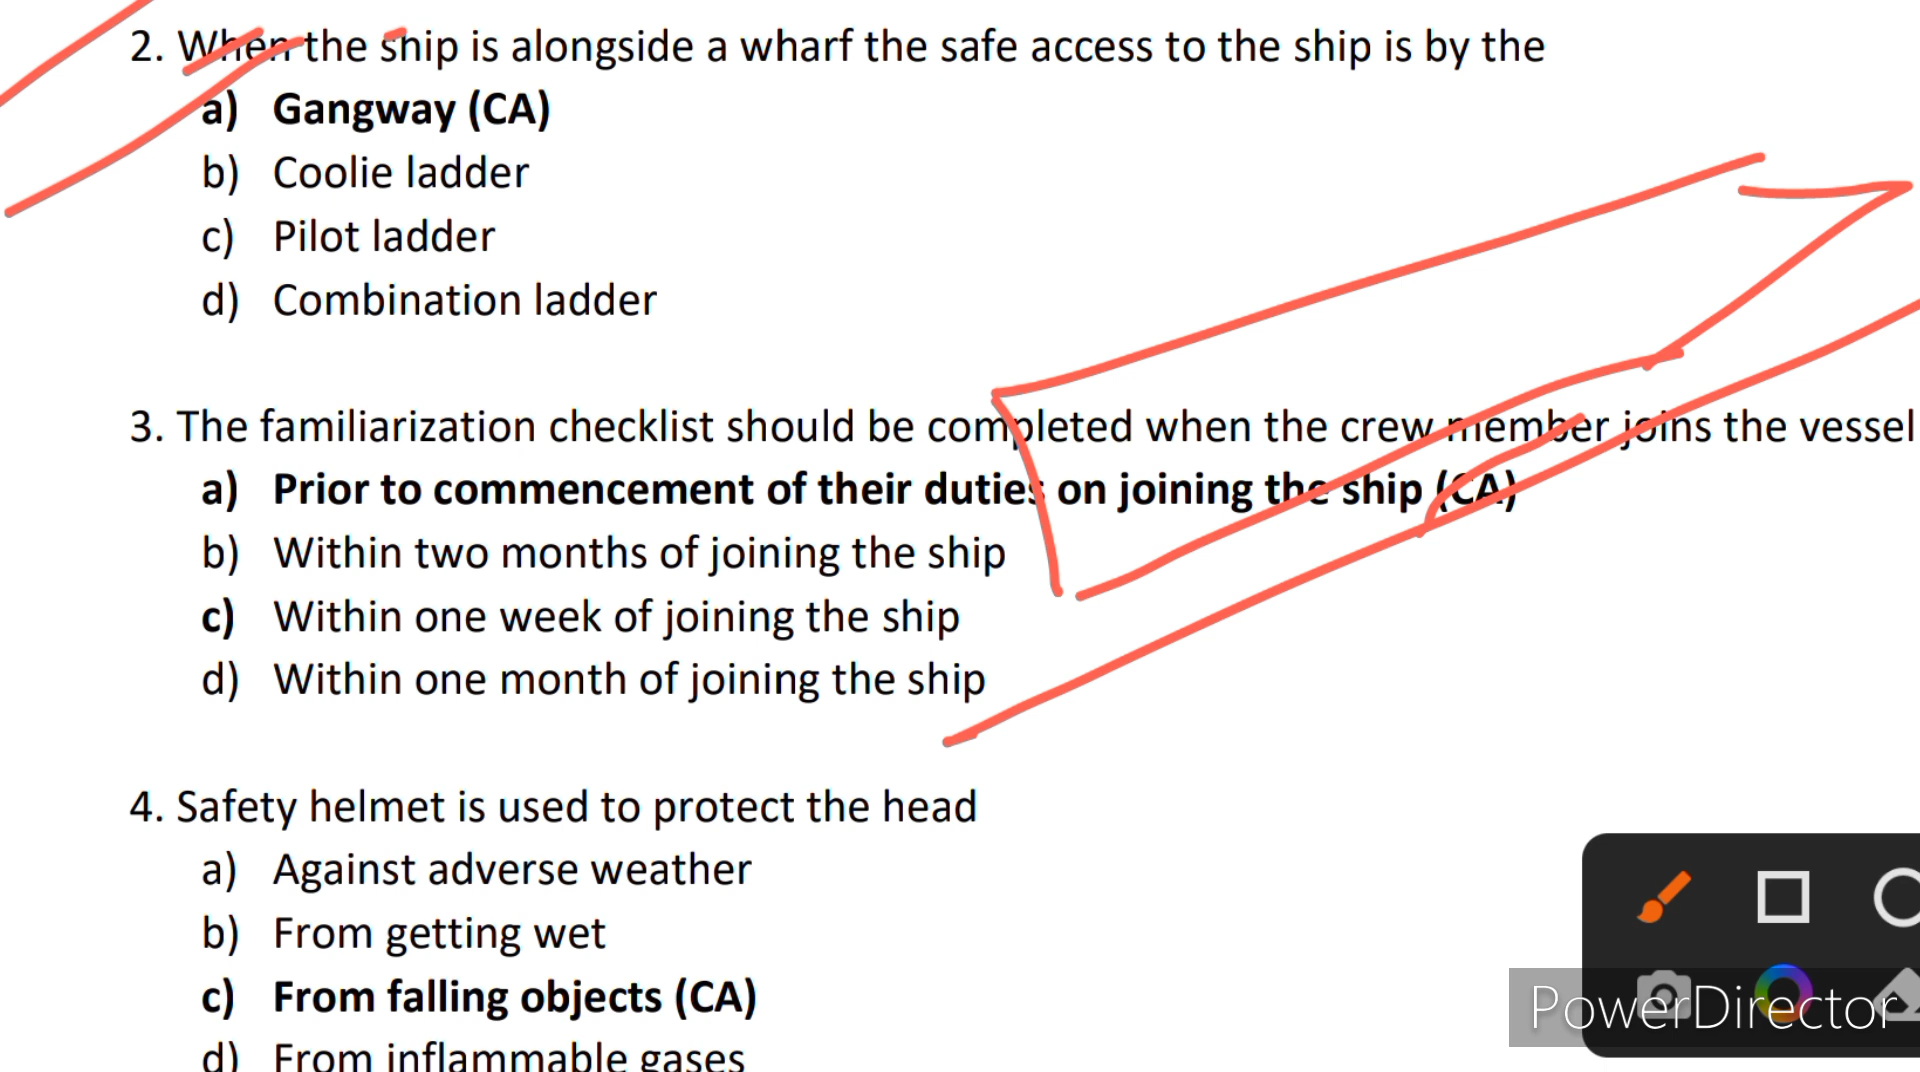 2. When the ship is alongside a wharf the safe access to the ship is by the
a) Gangway (CA)
b) Coolie ladder
c) Pilot ladder
d) Combination ladder
3. The familiarization checklist should be completed when the crew member joins the vessel
a) Prior to commencement of their duties on joining the ship (CA)
b) Within two months of joining the ship
c) Within one week of joining the ship
d) Within one month of joining the ship
4. Safety helmet is used to protect the head
a) Against adverse weather
b) From getting wet
c) From falling objects (CA)
d) From inflammable gases
PowerDirector